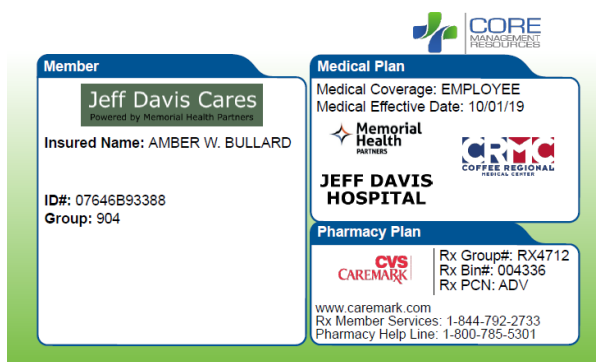 CORE
MANAGEMENT
RESOURCES
Member
Jeff Davis Cares
Powered by Memorial Health Partners
Insured Name: AMBER W. BULLARD
ID#: 07646B93388
Group: 904
Medical Plan
Medical Coverage: EMPLOYEE
Medical Effective Date: 10/01/19
Memorial
Health
PARTNERS
CRMC
COFFEE REGIONAL
MEDICAL CENTER
JEFF DAVIS
HOSPITAL
Pharmacy Plan
CVS
CAREMARK
Rx Group#: RX4712
Rx Bin#: 004336
Rx PCN: ADV
www.caremark.com
Rx Member Services: 1-844-792-2733
Pharmacy Help Line: 1-800-785-5301